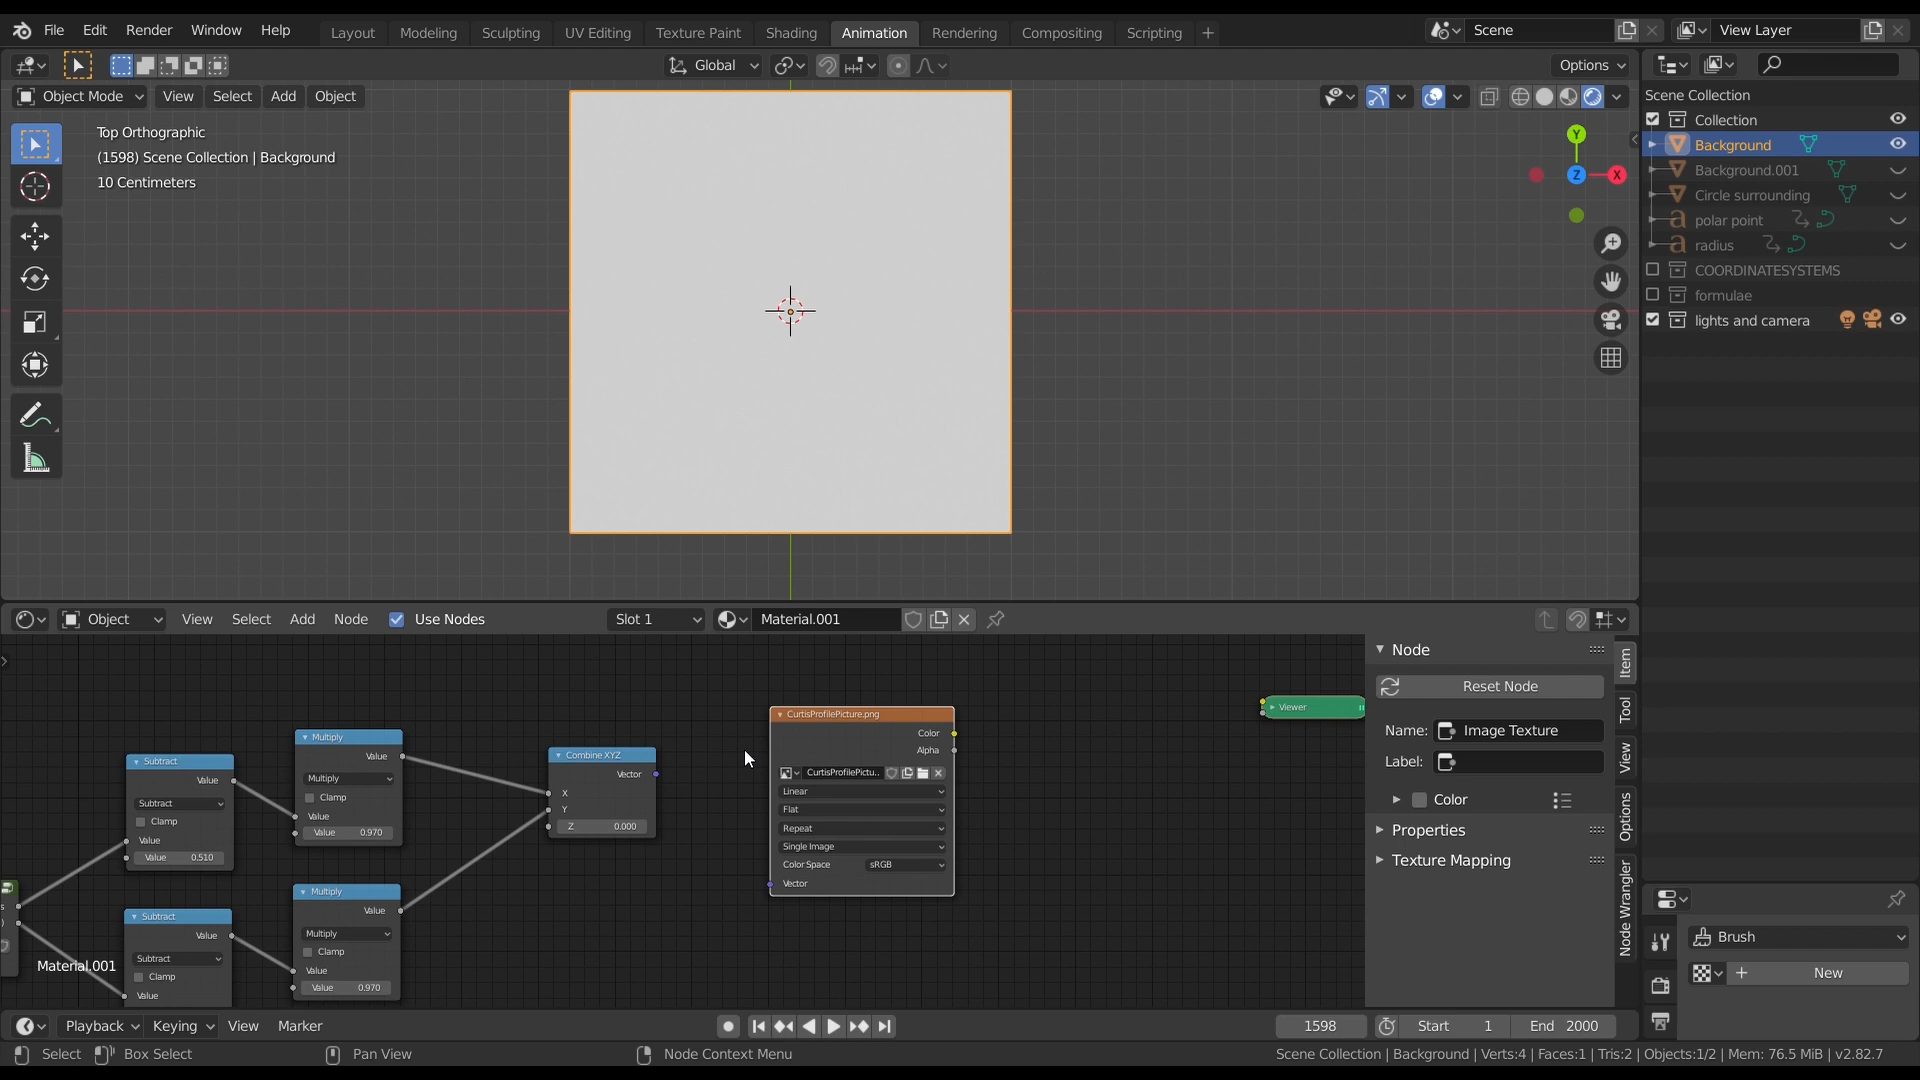 File Edit Render Window Help Layout Modeling Sculpting UV Editing Texture Paint Shading Animation Rendering Compositing Scripting + Scene View Layer
Global Options
Object Mode View Select Add Object
Top Orthographic
(1598) Scene Collection | Background
10 Centimeters
Y
Z X
Scene Collection
Collection
Background
Background.001
Circle surrounding
polar point
radius
COORDINATESYSTEMS
formulae
lights and camera
Object View Select Add Node Use Nodes Slot 1 Material.001
Subtract
Value
Subtract
Clamp
Value
Value 0.510
Multiply
Value
Multiply
Clamp
Value
Value 0.970
Combine XYZ
Vector
X
Y
Z 0.000
CurtisProfilePicture.png
Color
Alpha
CurtisProfilePictu..
Linear
Flat
Repeat
Single Image
Color Space sRGB
Vector
Viewer
Subtract
Value
Subtract
Clamp
Value
Multiply
Value
Multiply
Clamp
Value
Value 0.970
Material.001
Node
Reset Node
Name: Image Texture
Label:
Color
Properties
Texture Mapping
Item
Tool
View
Options
Node Wrangler
Brush
New
Playback Keying View Marker 1598 Start 1 End 2000
Select Box Select Pan View Node Context Menu Scene Collection | Background | Verts:4 | Faces:1 | Tris:2 | Objects:1/2 | Mem: 76.5 MiB | v2.82.7